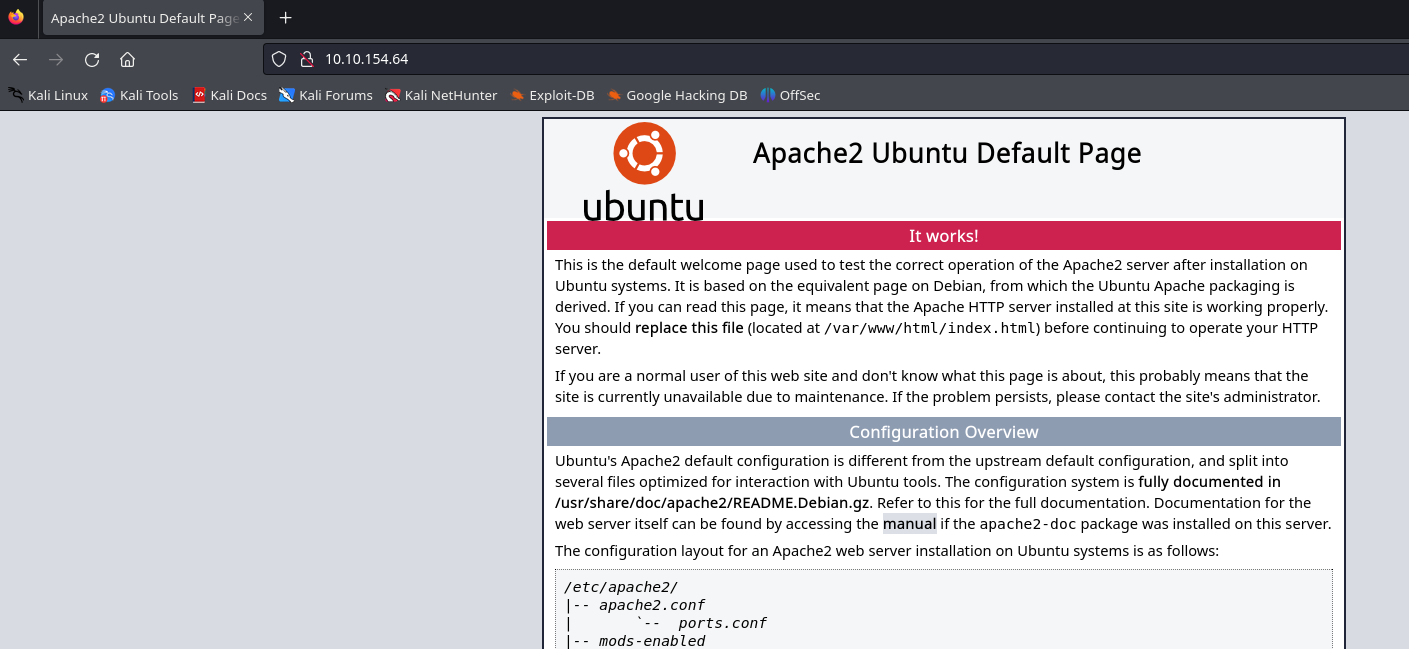 Apache2 Ubuntu Default Page
10.10.154.64
Kali Linux Kali Tools Kali Docs Kali Forums Kali NetHunter Exploit-DB Google Hacking DB OffSec
ubuntu
Apache2 Ubuntu Default Page
It works!
This is the default welcome page used to test the correct operation of the Apache2 server after installation on
Ubuntu systems. It is based on the equivalent page on Debian, from which the Ubuntu Apache packaging is
derived. If you can read this page, it means that the Apache HTTP server installed at this site is working properly.
You should replace this file (located at /var/www/html/index.html) before continuing to operate your HTTP
server.
If you are a normal user of this web site and don't know what this page is about, this probably means that the
site is currently unavailable due to maintenance. If the problem persists, please contact the site's administrator.
Configuration Overview
Ubuntu's Apache2 default configuration is different from the upstream default configuration, and split into
several files optimized for interaction with Ubuntu tools. The configuration system is fully documented in
/usr/share/doc/apache2/README.Debian.gz. Refer to this for the full documentation. Documentation for the
web server itself can be found by accessing the manual if the apache2-doc package was installed on this server.
The configuration layout for an Apache2 web server installation on Ubuntu systems is as follows:
/etc/apache2/
|-- apache2.conf
|       `--  ports.conf
|-- mods-enabled